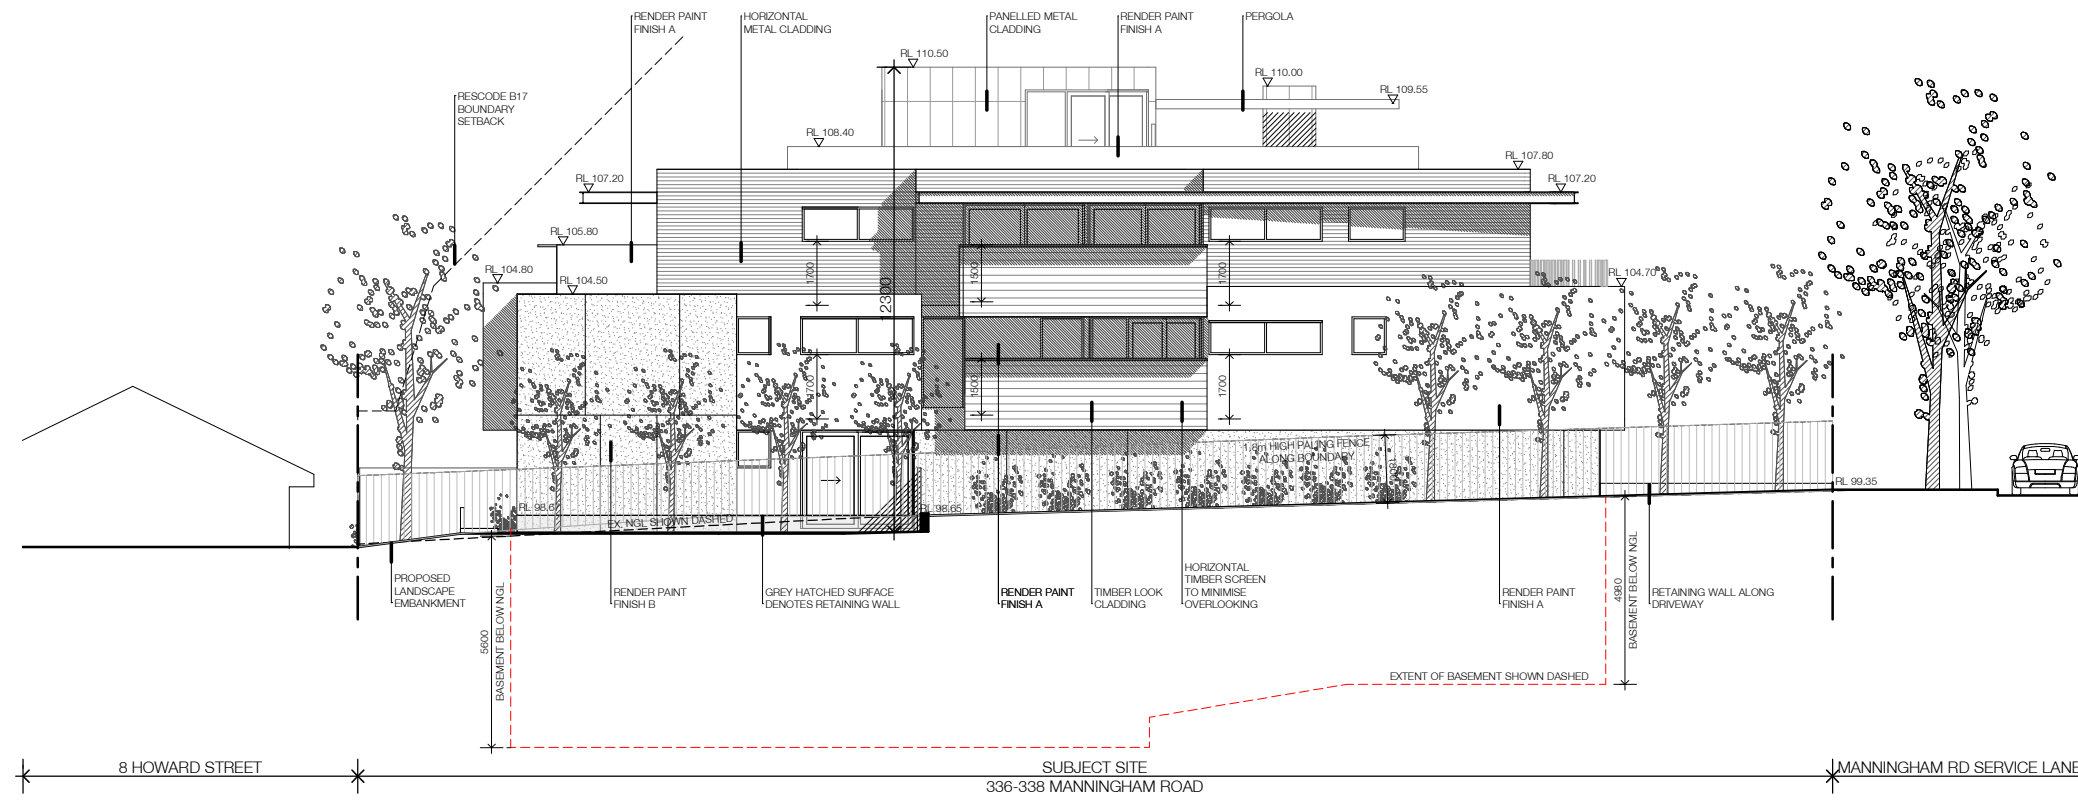 RENDER PAINT
FINISH A
HORIZONTAL
METAL CLADDING
PANELLED METAL
CLADDING
RENDER PAINT
FINISH A
PERGOLA
RL 110.50
RL 110.00
RL 109.55
RESCODE B17
BOUNDARY
SETBACK
RL 108.40
RL 107.80
RL 107.20
RL 107.20
RL 105.80
RL 104.80
RL 104.50
RL 104.70
1700
12300
1500
1700
1700
1500
1700
1.8m HIGH PALING FENCE
ALONG BOUNDARY
RL 99.35
RL 98.65
EX. NGL SHOWN DASHED
PROPOSED
LANDSCAPE
EMBANKMENT
RENDER PAINT
FINISH B
GREY HATCHED SURFACE
DENOTES RETAINING WALL
RENDER PAINT
FINISH A
TIMBER LOOK
CLADDING
HORIZONTAL
TIMBER SCREEN
TO MINIMISE
OVERLOOKING
RENDER PAINT
FINISH A
RETAINING WALL ALONG
DRIVEWAY
5600
BASEMENT BELOW NGL
4980
BASEMENT BELOW NGL
EXTENT OF BASEMENT SHOWN DASHED
8 HOWARD STREET
SUBJECT SITE
336-338 MANNINGHAM ROAD
MANNINGHAM RD SERVICE LANE